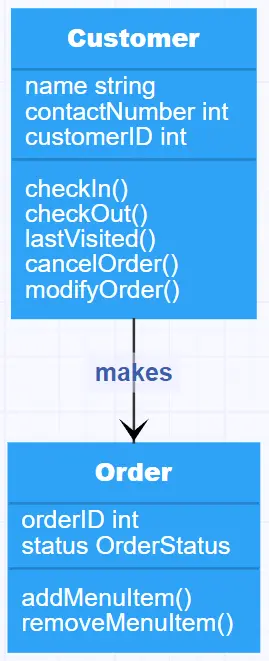 Customer
name string
contactNumber int
customerID int
checkIn()
checkOut()
lastVisited()
cancelOrder()
modifyOrder()
makes
Order
orderID int
status OrderStatus
addMenuItem()
removeMenuItem()